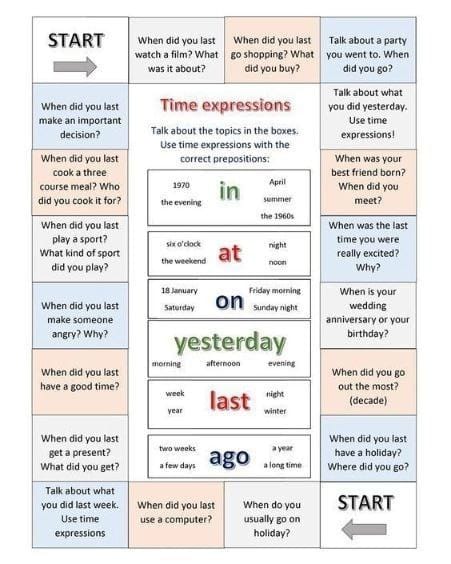 START
When did you last
watch a film? What
was it about?
When did you last
go shopping? What
did you buy?
Talk about a party
you went to. When
did you go?
Talk about what
you did yesterday.
Use time
expressions!
When was your
best friend born?
When did you
meet?
When was the last
time you were
really excited?
Why?
When is your
wedding
anniversary or your
birthday?
When did you go
out the most?
(decade)
When did you last
have a holiday?
Where did you go?
START
When do you
usually go on
holiday?
When did you last
use a computer?
Talk about what
you did last week.
Use time
expressions
When did you last
get a present?
What did you get?
When did you last
have a good time?
When did you last
make someone
angry? Why?
When did you last
play a sport?
What kind of sport
did you play?
When did you last
cook a three
course meal? Who
did you cook it for?
When did you last
make an important
decision?
Time expressions
Talk about the topics in the boxes.
Use time expressions with the
correct prepositions:
1970
the evening
in
April
summer
the 1960s
six o'clock
the weekend
at
night
noon
18 January
Saturday
on
Friday morning
Sunday night
yesterday
morning afternoon evening
week
year
last
night
winter
two weeks
a few days
ago
a year
a long time